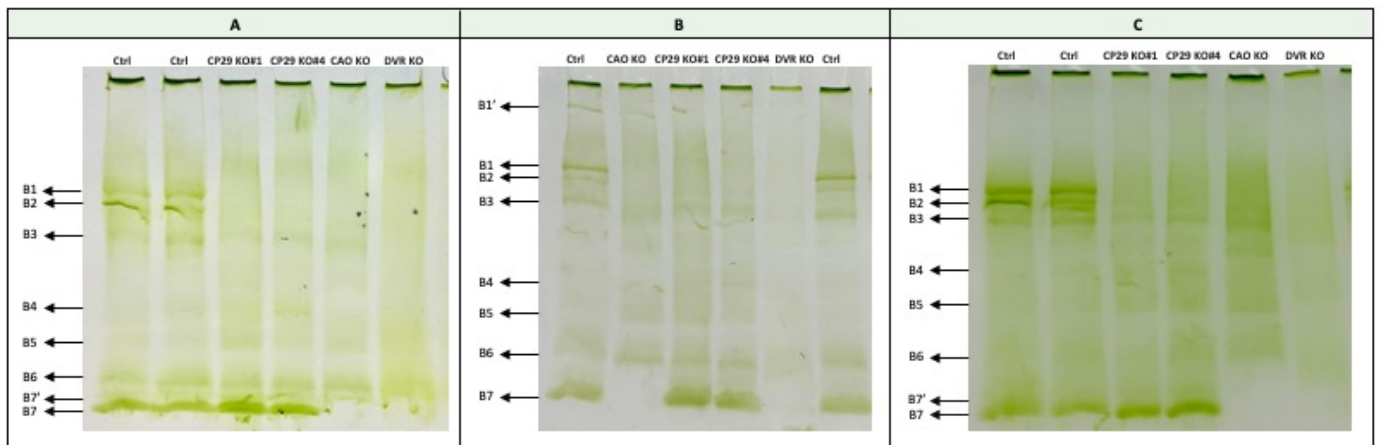 A
B
C
Ctrl Ctrl CP29 KO#1 CP29 KO#4 CAO KO DVR KO
B1
B2
B3
B4
B5
B6
B7'
B7
Ctrl CAO KO CP29 KO#1 CP29 KO#4 DVR KO Ctrl
B1'
B1
B2
B3
B4
B5
B6
B7
Ctrl Ctrl CP29 KO#1 CP29 KO#4 CAO KO DVR KO
B1
B2
B3
B4
B5
B6
B7'
B7